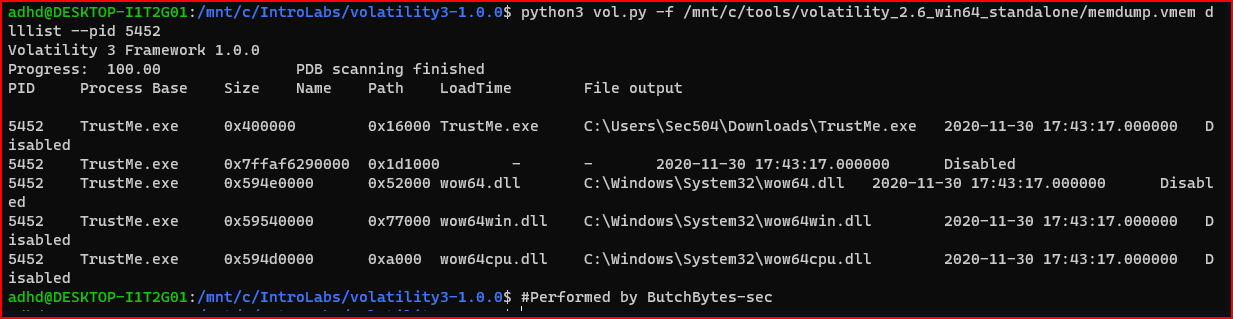 adhd@DESKTOP-I1T2G01:/mnt/c/IntroLabs/volatility3-1.0.0$ python3 vol.py -f /mnt/c/tools/volatility_2.6_win64_standalone/memdump.vmem d
lllist --pid 5452
Volatility 3 Framework 1.0.0
Progress:  100.00               PDB scanning finished
PID     Process Base    Size    Name    Path    LoadTime        File output

5452    TrustMe.exe     0x400000        0x16000 TrustMe.exe     C:\Users\Sec504\Downloads\TrustMe.exe   2020-11-30 17:43:17.000000   D
isabled
5452    TrustMe.exe     0x7ffaf6290000  0x1d1000        -       -       2020-11-30 17:43:17.000000      Disabled
5452    TrustMe.exe     0x594e0000      0x52000 wow64.dll       C:\Windows\System32\wow64.dll   2020-11-30 17:43:17.000000      Disabl
ed
5452    TrustMe.exe     0x59540000      0x77000 wow64win.dll    C:\Windows\System32\wow64win.dll        2020-11-30 17:43:17.000000   D
isabled
5452    TrustMe.exe     0x594d0000      0xa000  wow64cpu.dll    C:\Windows\System32\wow64cpu.dll        2020-11-30 17:43:17.000000   D
isabled
adhd@DESKTOP-I1T2G01:/mnt/c/IntroLabs/volatility3-1.0.0$ #Performed by ButchBytes-sec